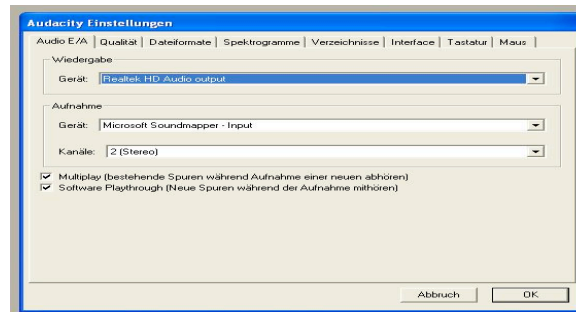 Audacity Einstellungen
Audio E/A Qualität Dateiformate Spektrogramme Verzeichnisse Interface Tastatur Maus
Wiedergabe
Gerät: Realtek HD Audio output
Aufnahme
Gerät: Microsoft Soundmapper - Input
Kanäle: 2 (Stereo)
Multiplay (bestehende Spuren während Aufnahme einer neuen abhören)
Software Playthrough (Neue Spuren während der Aufnahme mithören)
Abbruch OK